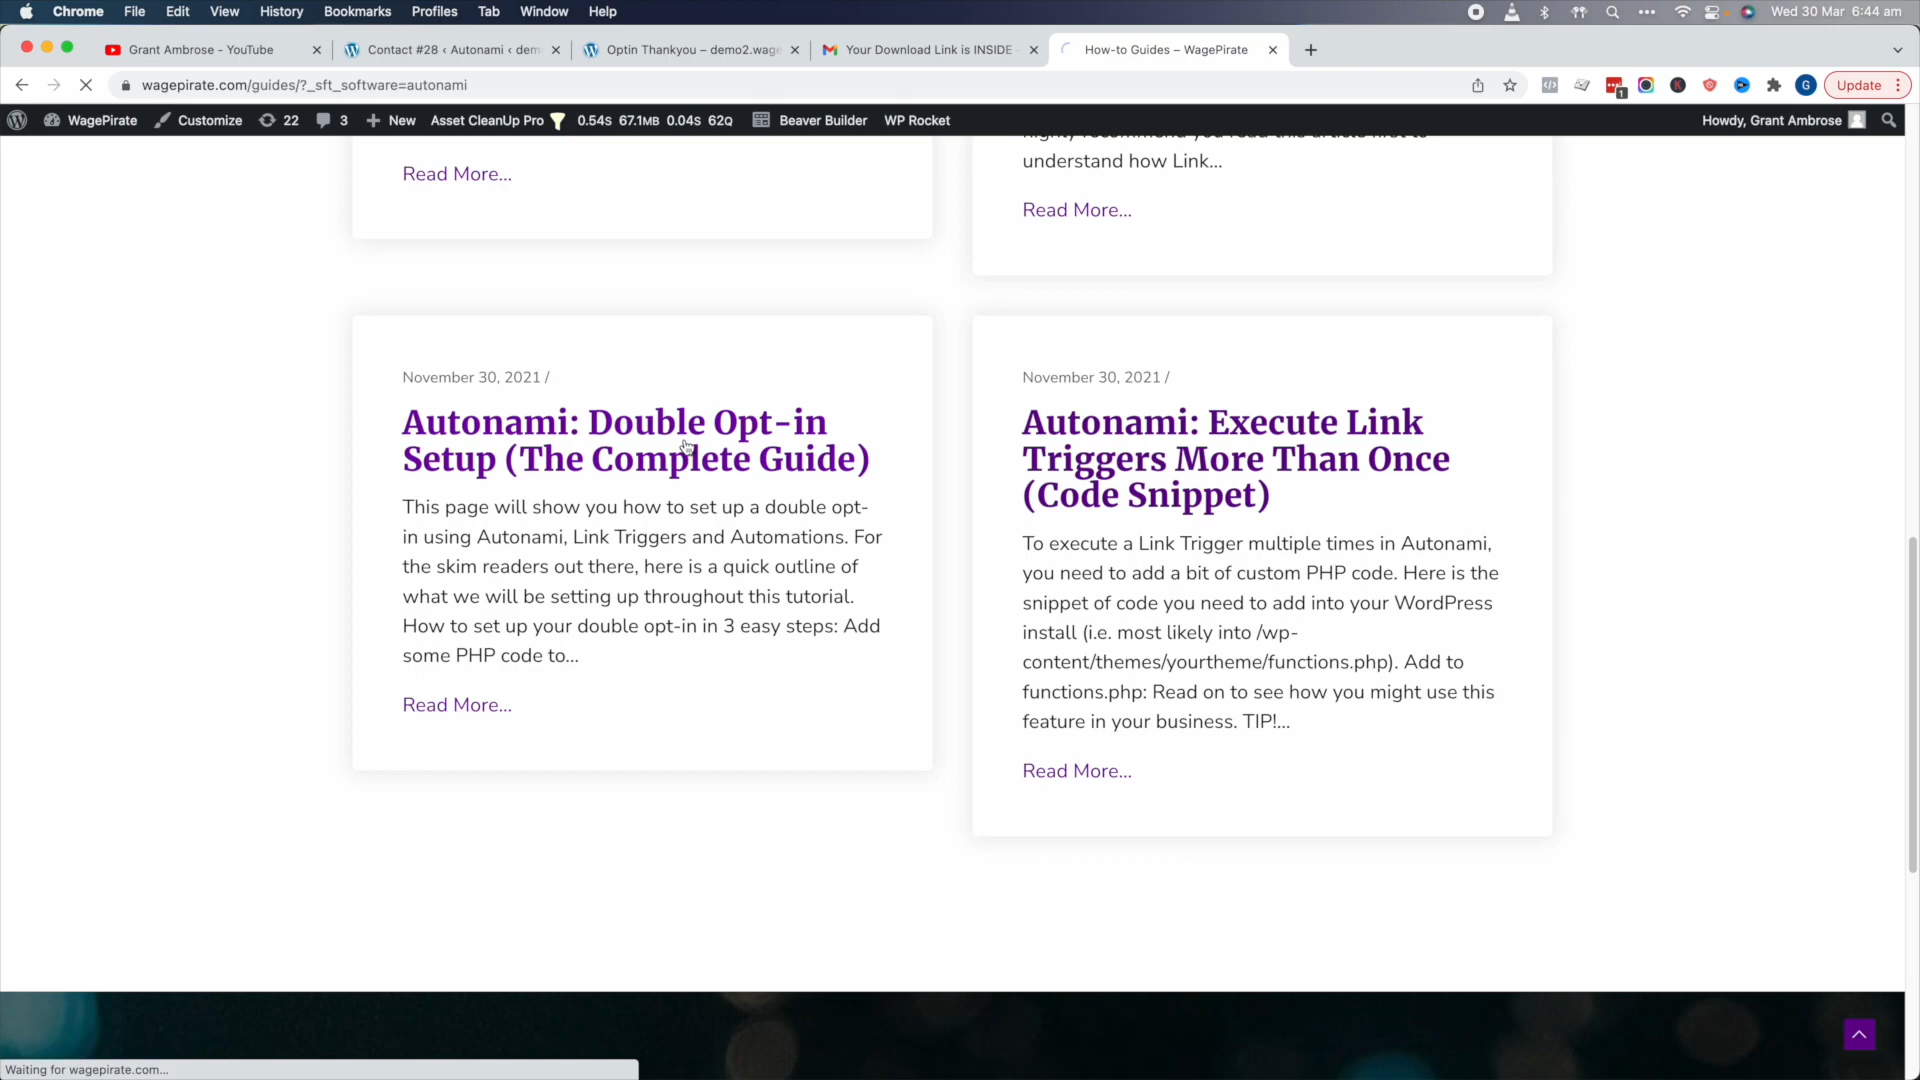 Chrome File Edit View History Bookmarks Profiles Tab Window Help Wed 30 Mar 6:44 am
Grant Ambrose - YouTube Contact #28 ‹ Autonami ‹ dem Optin Thankyou – demo2.wage Your Download Link is INSIDE - How-to Guides – WagePirate
wagepirate.com/guides/?_sft_software=autonami 1 G Update
WagePirate Customize 22 3 New Asset CleanUp Pro 0.54s 67.1MB 0.04s 62Q Beaver Builder WP Rocket Howdy, Grant Ambrose
Read More...
highly recommend you read this article first to
understand how Link...
Read More...
November 30, 2021 /
Autonami: Double Opt-in
Setup (The Complete Guide)
This page will show you how to set up a double opt-
in using Autonami, Link Triggers and Automations. For
the skim readers out there, here is a quick outline of
what we will be setting up throughout this tutorial.
How to set up your double opt-in in 3 easy steps: Add
some PHP code to...
Read More...
November 30, 2021 /
Autonami: Execute Link
Triggers More Than Once
(Code Snippet)
To execute a Link Trigger multiple times in Autonami,
you need to add a bit of custom PHP code. Here is the
snippet of code you need to add into your WordPress
install (i.e. most likely into /wp-
content/themes/yourtheme/functions.php). Add to
functions.php: Read on to see how you might use this
feature in your business. TIP!...
Read More...
Waiting for wagepirate.com...